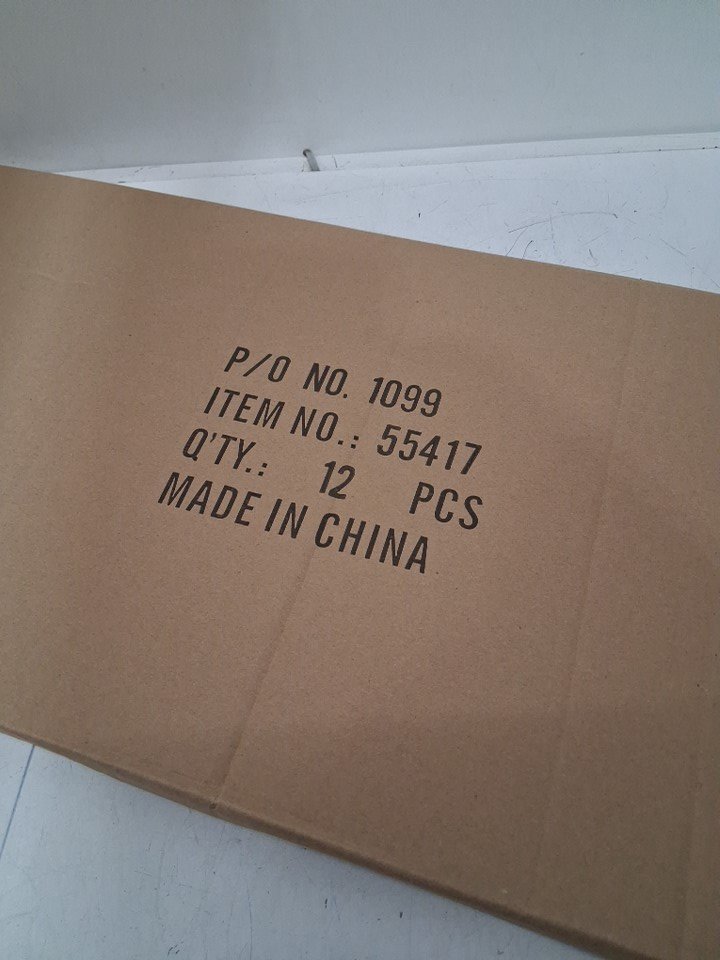 P/O NO. 1099
ITEM NO.: 55417
Q'TY.: 12 PCS
MADE IN CHINA